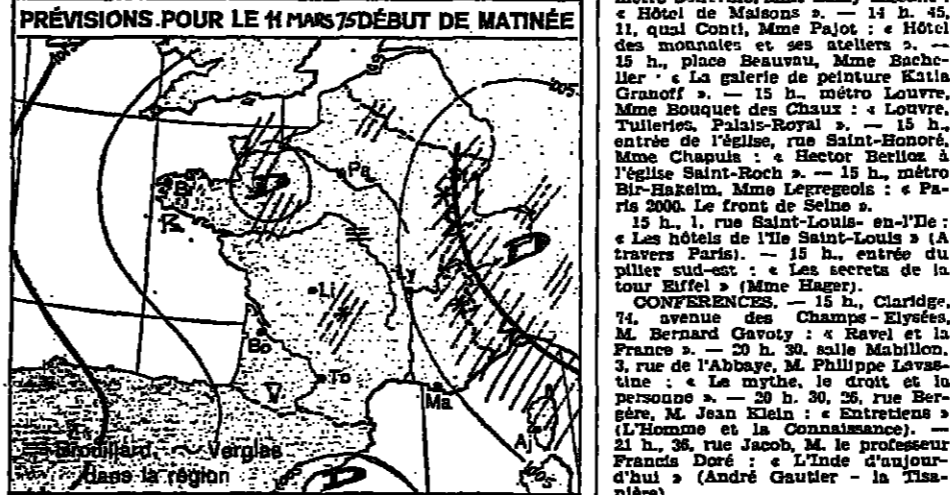 PRÉVISIONS POUR LE 11 MARS 75 DÉBUT DE MATINÉE
Br
D
Pa
Li
Ly
Bo
To
Ma
Aj
D
D
Brouillard
Verglas
dans la région
« Hôtel de Maisons ». — 14 h. 45,
11, quai Conti, Mme Pajot : « Hôtel
des monnaies et ses ateliers ». —
15 h., place Beauvau, Mme Bache-
lier : « La galerie de peinture Katia
Granoff ». — 15 h., métro Louvre,
Mme Bouquet des Chaux : « Louvre,
Tuileries, Palais-Royal ». — 15 h.,
entrée de l'église, rue Saint-Honoré,
Mme Chapuis : « Hector Berlioz à
l'église Saint-Roch ». — 15 h., métro
Bir-Hakeim, Mme Legregeois : « Pa-
ris 2000. Le front de Seine ».
15 h., 1, rue Saint-Louis- en-l'Ile :
« Les hôtels de l'Ile Saint-Louis » (A
travers Paris). — 15 h., entrée du
pilier sud-est : « Les secrets de la
tour Eiffel » (Mme Hager).
CONFERENCES. — 15 h., Claridge,
74, avenue des Champs-Elysées,
M. Bernard Gavoty : « Ravel et la
France ». — 20 h. 30, salle Mabillon,
3, rue de l'Abbaye, M. Philippe Lavas-
tine : « Le mythe, le droit et la
personne ». — 20 h. 30, 26, rue Ber-
gère, M. Jean Klein : « Entretiens »
(L'Homme et la Connaissance). —
21 h., 36, rue Jacob, M. le professeur
Francis Doré : « L'Inde d'aujour-
d'hui » (André Gautier - la Tisa-
nière).